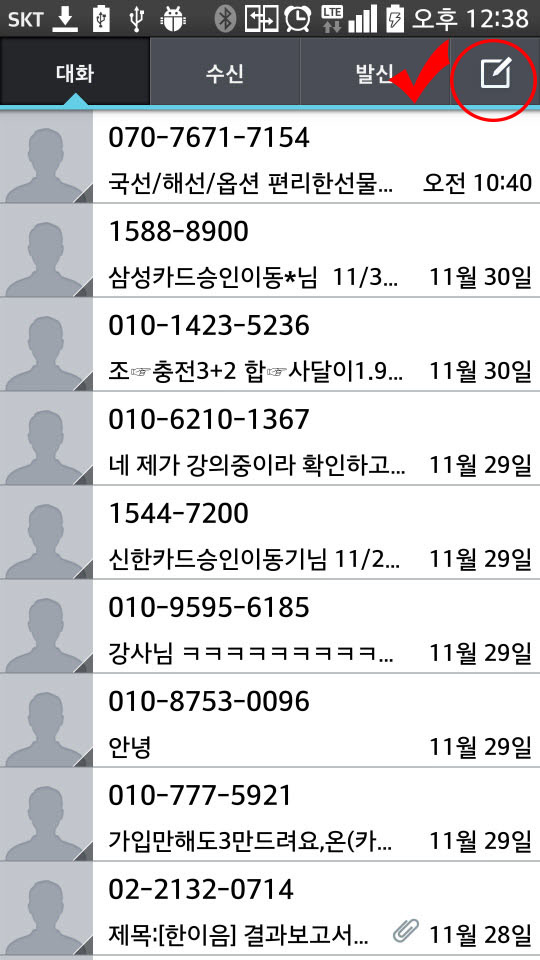 SKT LTE 오후 12:38
대화 수신 발신
070-7671-7154
국선/해선/옵션 편리한선물... 오전 10:40
1588-8900
삼성카드승인이동*님 11/3... 11월 30일
010-1423-5236
조☞충전3+2 합☞사달이1.9... 11월 30일
010-6210-1367
네 제가 강의중이라 확인하고... 11월 29일
1544-7200
신한카드승인이동기님 11/2... 11월 29일
010-9595-6185
강사님 ㅋㅋㅋㅋㅋㅋㅋㅋㅋ... 11월 29일
010-8753-0096
안녕 11월 29일
010-777-5921
가입만해도3만드려요,온(카... 11월 29일
02-2132-0714
제목:[한이음] 결과보고서... 11월 28일